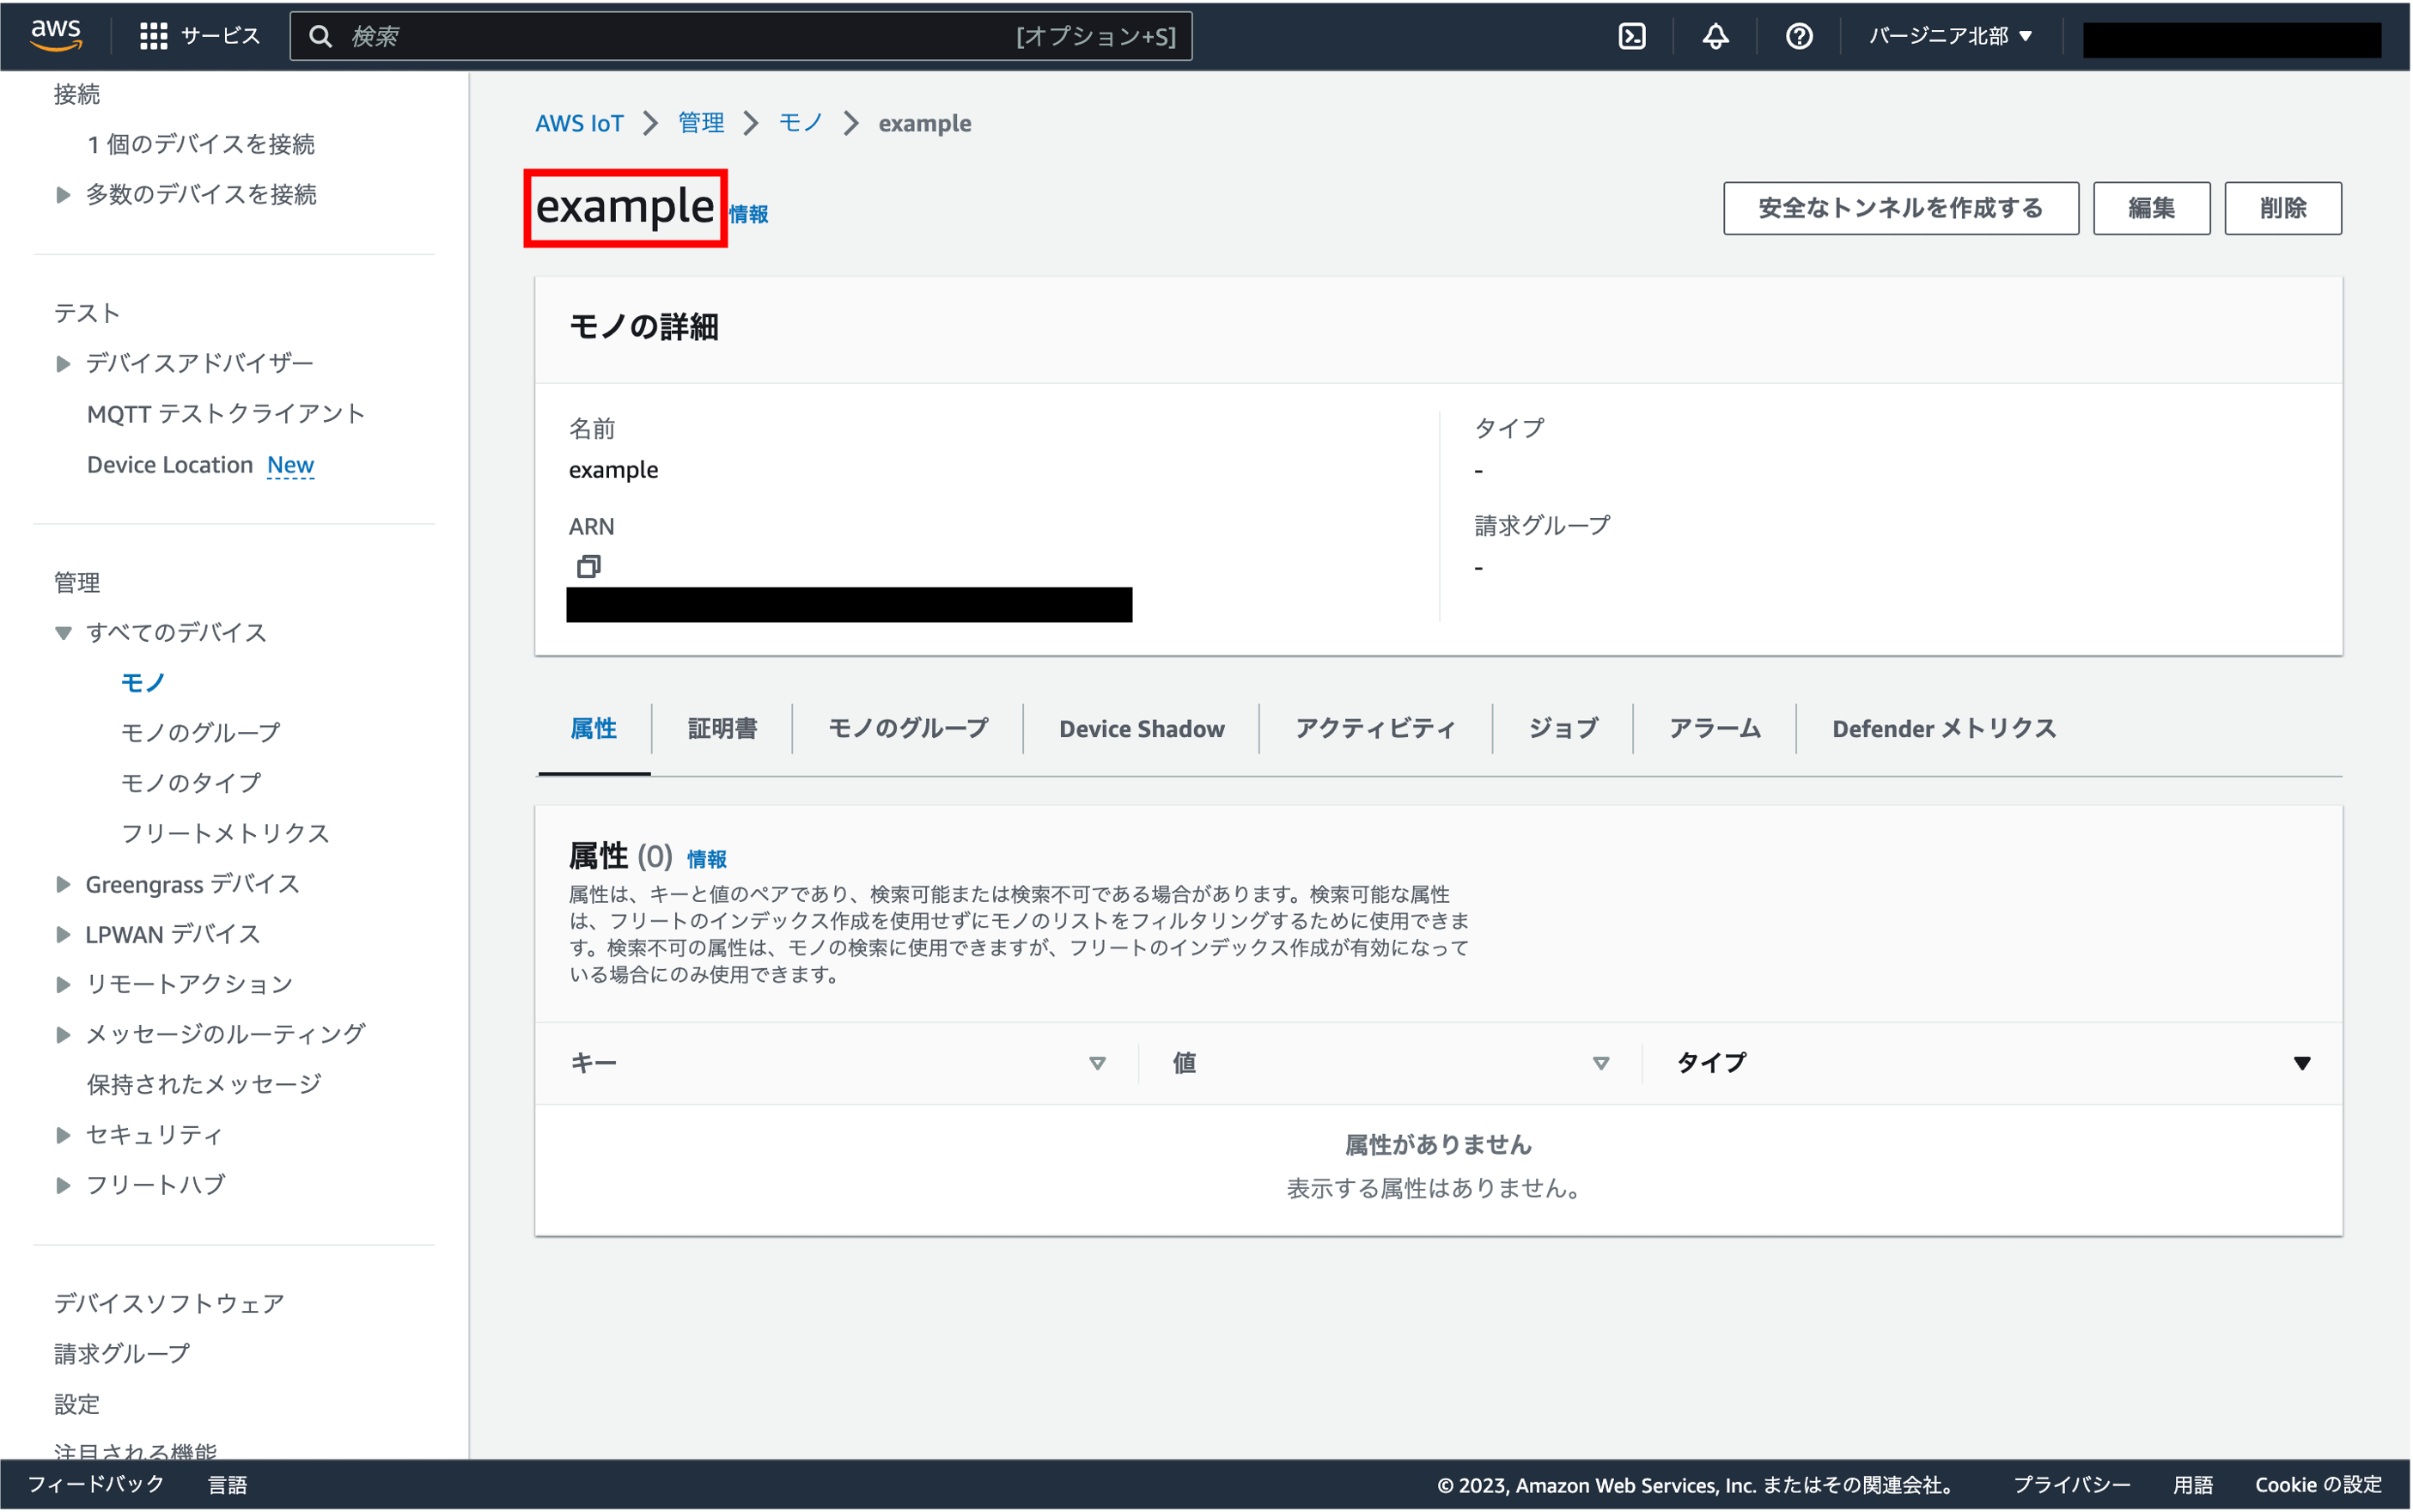 aws サービス 検索 [オプション+S] バージニア北部
接続
1 個のデバイスを接続
多数のデバイスを接続
テスト
デバイスアドバイザー
MQTT テストクライアント
Device Location New
管理
すべてのデバイス
モノ
モノのグループ
モノのタイプ
フリートメトリクス
Greengrass デバイス
LPWAN デバイス
リモートアクション
メッセージのルーティング
保持されたメッセージ
セキュリティ
フリートハブ
デバイスソフトウェア
請求グループ
設定
注目される機能
AWS IoT 管理 モノ example
example 情報
安全なトンネルを作成する 編集 削除
モノの詳細
名前
example
ARN
タイプ
-
請求グループ
-
属性 証明書 モノのグループ Device Shadow アクティビティ ジョブ アラーム Defender メトリクス
属性 (0) 情報
属性は、キーと値のペアであり、検索可能または検索不可である場合があります。検索可能な属性
は、フリートのインデックス作成を使用せずにモノのリストをフィルタリングするために使用できま
す。検索不可の属性は、モノの検索に使用できますが、フリートのインデックス作成が有効になって
いる場合にのみ使用できます。
キー 値 タイプ
属性がありません
表示する属性はありません。
フィードバック 言語 © 2023, Amazon Web Services, Inc. またはその関連会社。 プライバシー 用語 Cookie の設定